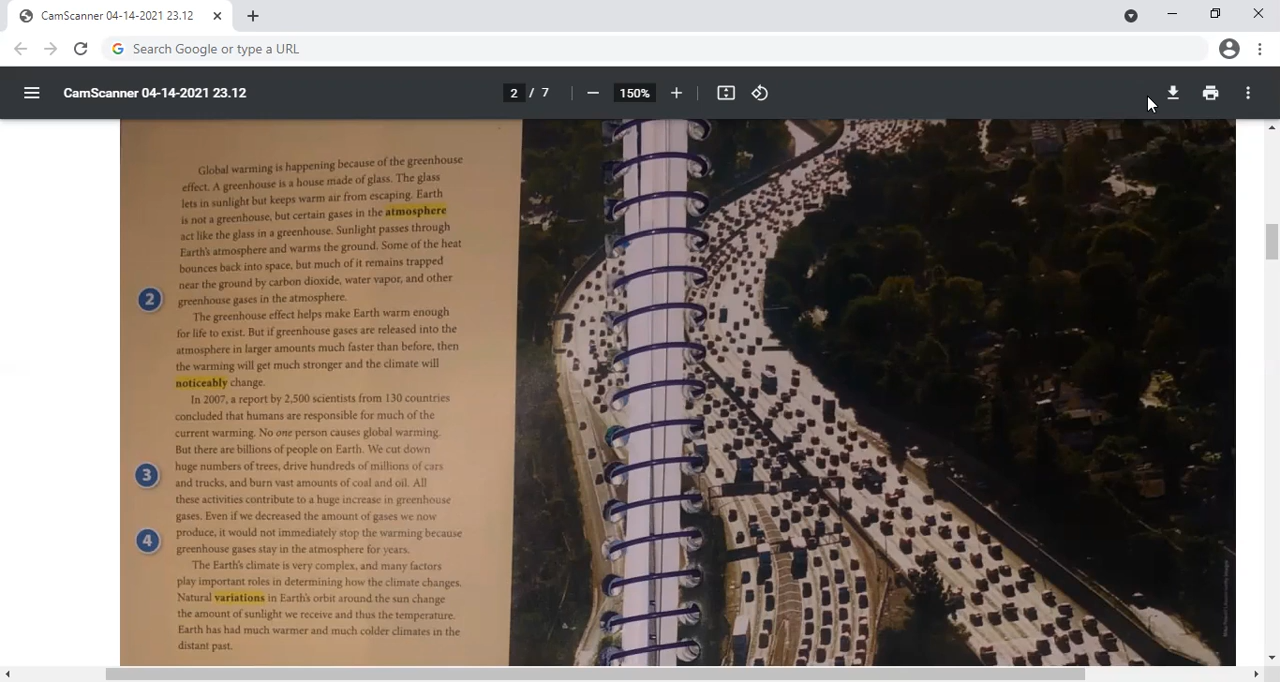 CamScanner 04-14-2021 23.12
Search Google or type a URL
CamScanner 04-14-2021 23.12
2 / 7
150%
Global warming is happening because of the greenhouse
effect. A greenhouse is a house made of glass. The glass
lets in sunlight but keeps warm air from escaping. Earth
is not a greenhouse, but certain gases in the atmosphere
act like the glass in a greenhouse. Sunlight passes through
Earth's atmosphere and warms the ground. Some of the heat
bounces back into space, but much of it remains trapped
near the ground by carbon dioxide, water vapor, and other
2 greenhouse gases in the atmosphere.
The greenhouse effect helps make Earth warm enough
for life to exist. But if greenhouse gases are released into the
atmosphere in larger amounts much faster than before, then
the warming will get much stronger and the climate will
noticeably change.
In 2007, a report by 2,500 scientists from 130 countries
concluded that humans are responsible for much of the
current warming. No one person causes global warming.
But there are billions of people on Earth. We cut down
3 huge numbers of trees, drive hundreds of millions of cars
and trucks, and burn vast amounts of coal and oil. All
these activities contribute to a huge increase in greenhouse
gases. Even if we decreased the amount of gases we now
4 produce, it would not immediately stop the warming because
greenhouse gases stay in the atmosphere for years.
The Earth's climate is very complex, and many factors
play important roles in determining how the climate changes.
Natural variations in Earth's orbit around the sun change
the amount of sunlight we receive and thus the temperature.
Earth has had much warmer and much colder climates in the
distant past.